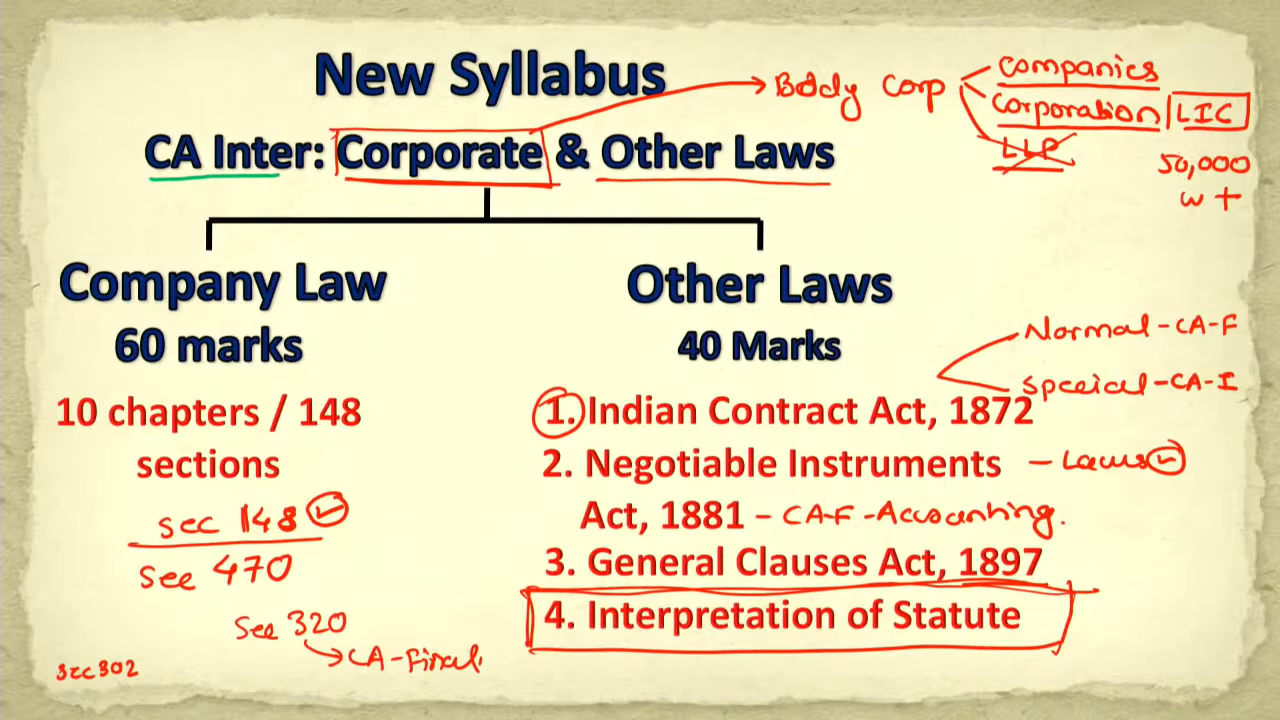 New Syllabus
Body Corp
Companies
Corporation | LIC
LLP
50,000
w +
CA Inter: Corporate & Other Laws
Company Law
60 marks
10 chapters / 148
sections
sec 148
sec 470
sec 320
CA-Final
sec 302
Other Laws
40 Marks
Normal - CA-F
Special - CA-I
1. Indian Contract Act, 1872
2. Negotiable Instruments - Laws
Act, 1881 - CA-F - Accounting.
3. General Clauses Act, 1897
4. Interpretation of Statute